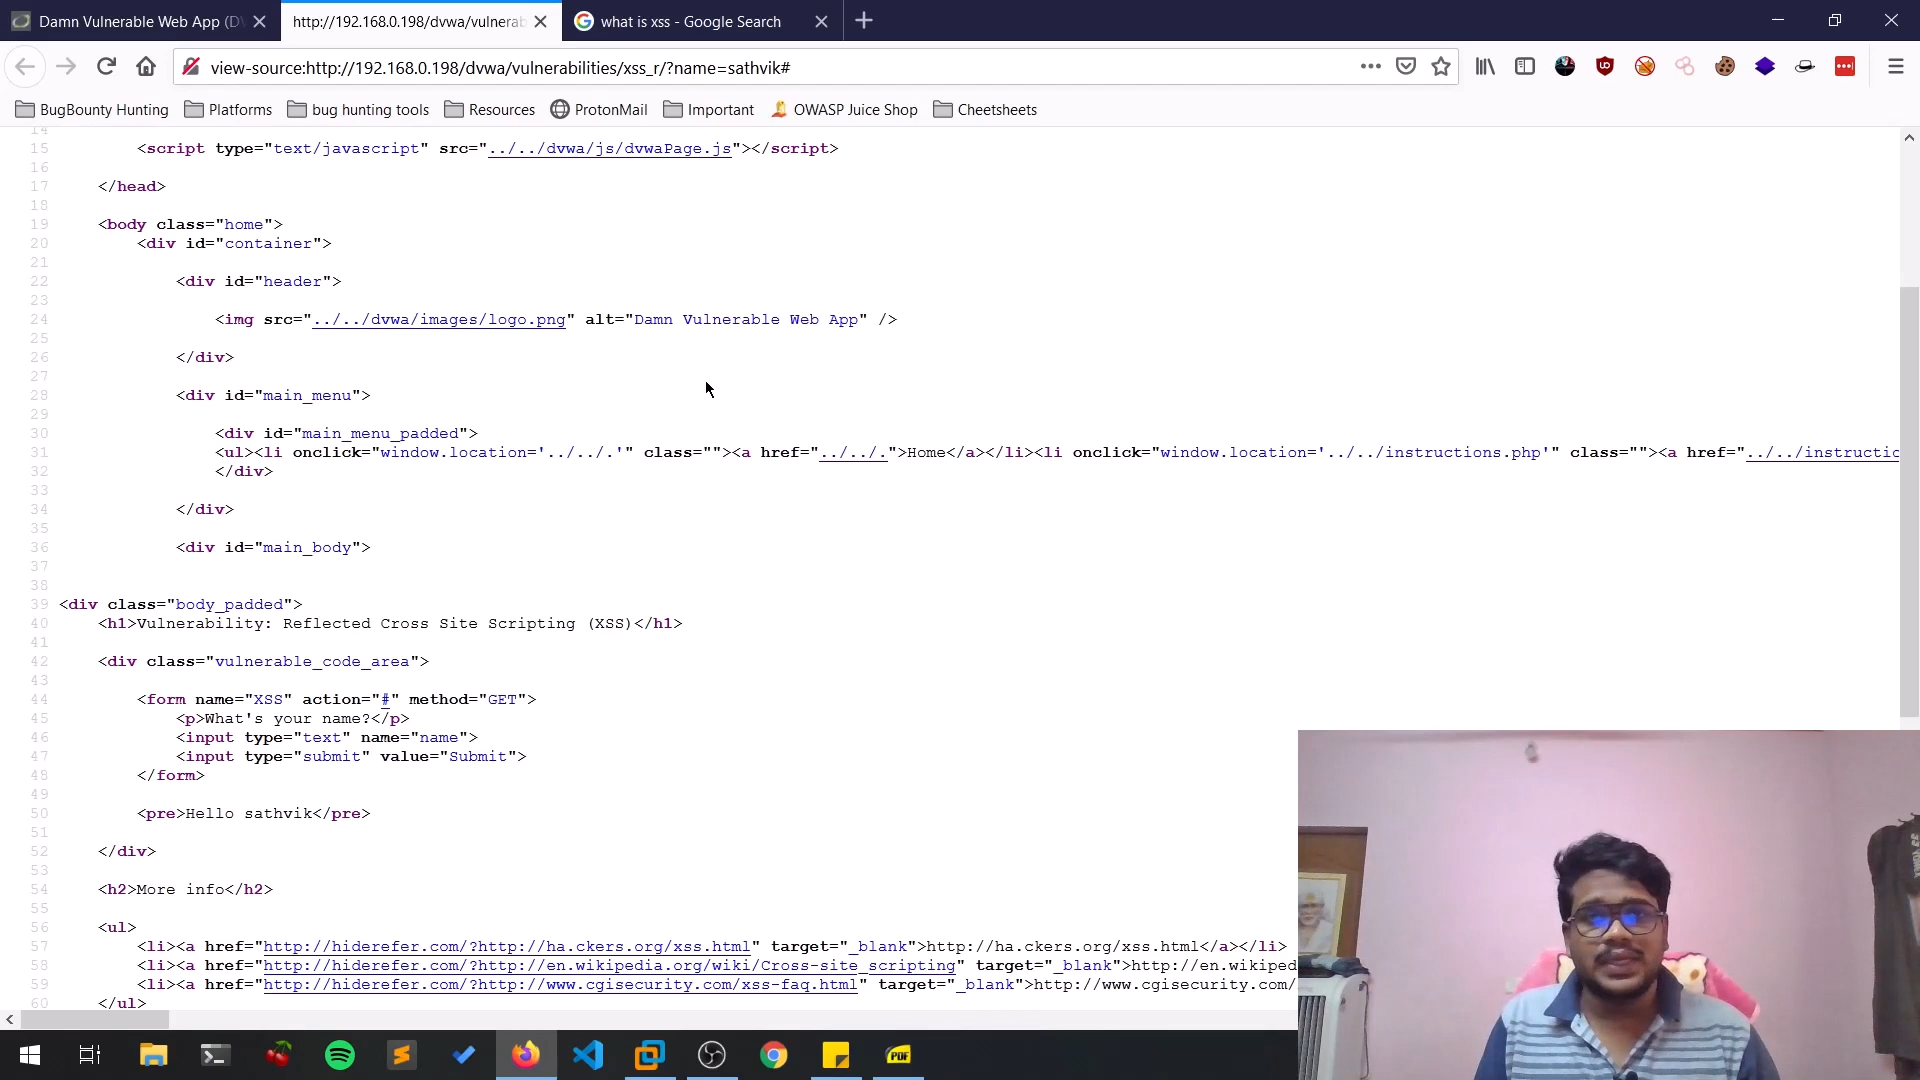 Damn Vulnerable Web App (DV
http://192.168.0.198/dvwa/vulnerab
what is xss - Google Search
view-source:http://192.168.0.198/dvwa/vulnerabilities/xss_r/?name=sathvik#
BugBounty Hunting
Platforms
bug hunting tools
Resources
ProtonMail
Important
OWASP Juice Shop
Cheetsheets
14
15 <script type="text/javascript" src="../../dvwa/js/dvwaPage.js"></script>
16
17 </head>
18
19 <body class="home">
20 <div id="container">
21
22 <div id="header">
23
24 <img src="../../dvwa/images/logo.png" alt="Damn Vulnerable Web App" />
25
26 </div>
27
28 <div id="main_menu">
29
30 <div id="main_menu_padded">
31 <ul><li onclick="window.location='../../.'" class=""><a href="../../.">Home</a></li><li onclick="window.location='../../instructions.php'" class=""><a href="../../instructio
32 </div>
33
34 </div>
35
36 <div id="main_body">
37
38
39 <div class="body_padded">
40 <h1>Vulnerability: Reflected Cross Site Scripting (XSS)</h1>
41
42 <div class="vulnerable_code_area">
43
44 <form name="XSS" action="#" method="GET">
45 <p>What's your name?</p>
46 <input type="text" name="name">
47 <input type="submit" value="Submit">
48 </form>
49
50 <pre>Hello sathvik</pre>
51
52 </div>
53
54 <h2>More info</h2>
55
56 <ul>
57 <li><a href="http://hiderefer.com/?http://ha.ckers.org/xss.html" target="_blank">http://ha.ckers.org/xss.html</a></li>
58 <li><a href="http://hiderefer.com/?http://en.wikipedia.org/wiki/Cross-site_scripting" target="_blank">http://en.wikiped
59 <li><a href="http://hiderefer.com/?http://www.cgisecurity.com/xss-faq.html" target="_blank">http://www.cgisecurity.com/
60 </ul>
PDF